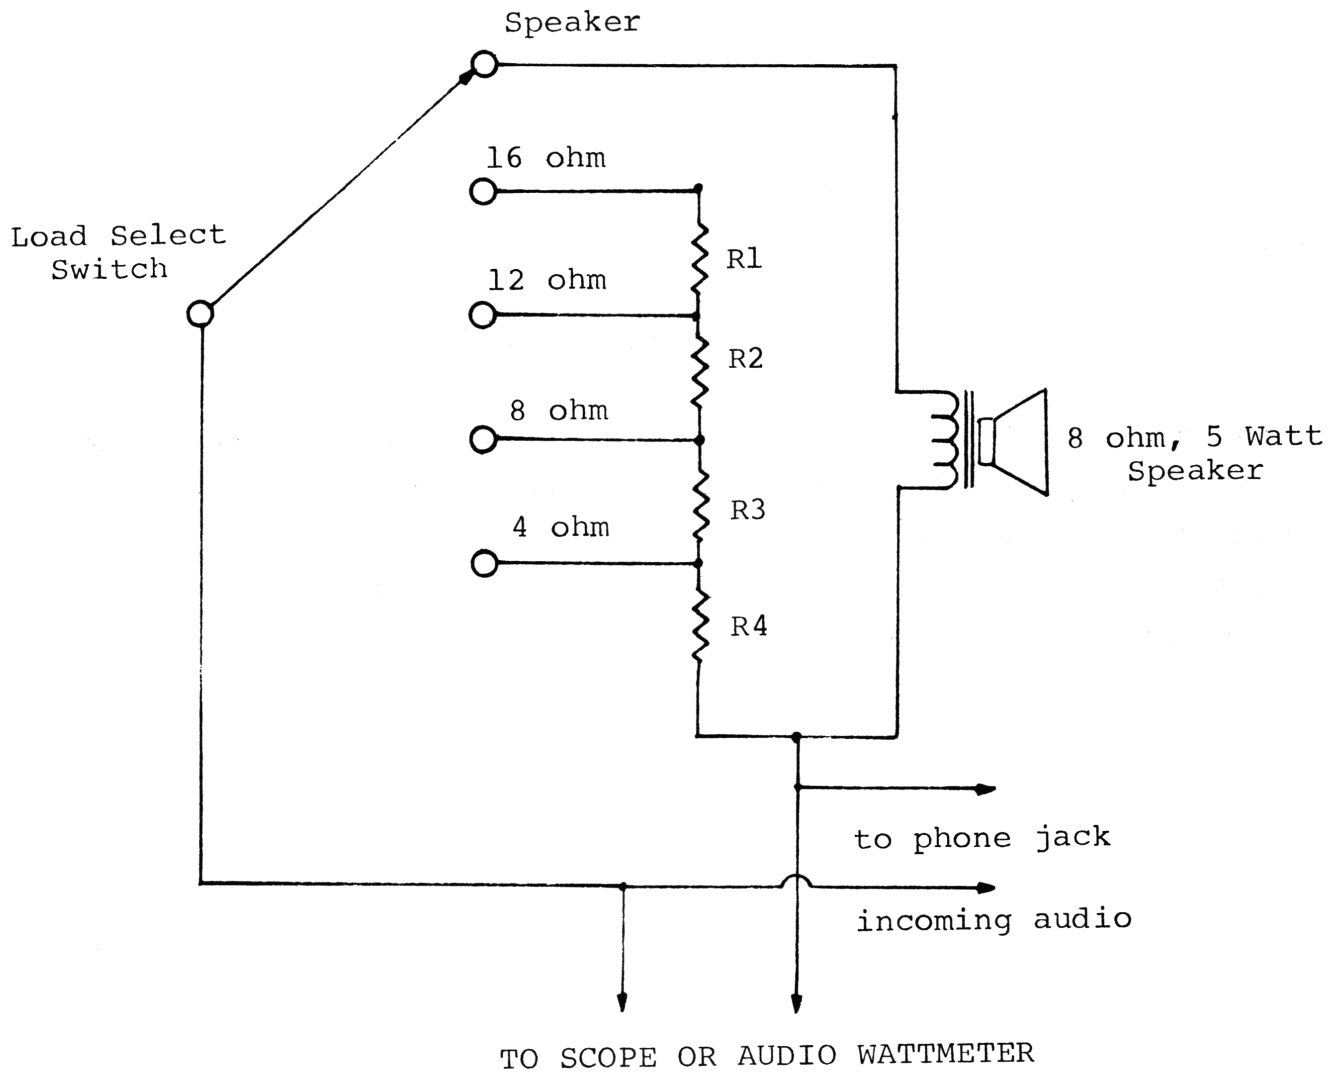 Speaker
16 ohm
Load Select
Switch
R1
12 ohm
R2
8 ohm
8 ohm, 5 Watt
Speaker
R3
4 ohm
R4
to phone jack
incoming audio
TO SCOPE OR AUDIO WATTMETER